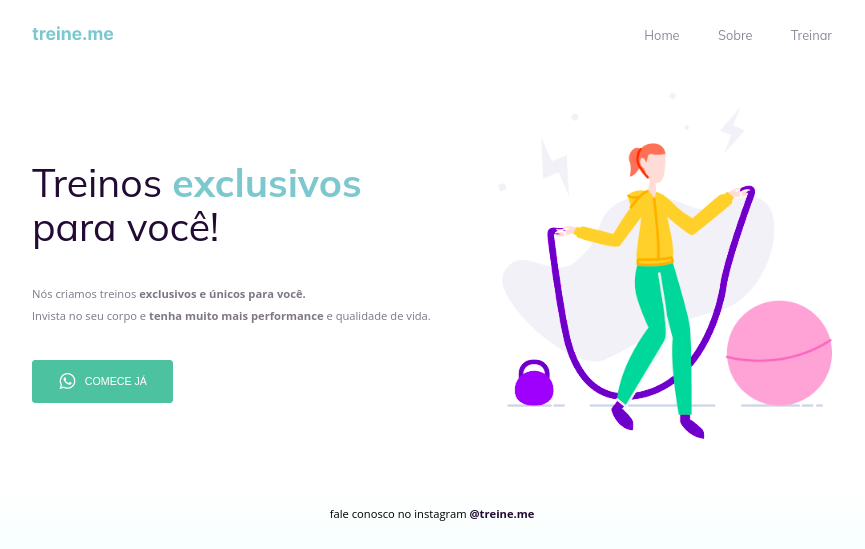 treine.me
Home Sobre Treinar
Treinos exclusivos
para você!
Nós criamos treinos exclusivos e únicos para você.
Invista no seu corpo e tenha muito mais performance e qualidade de vida.
COMECE JÁ
fale conosco no instagram @treine.me